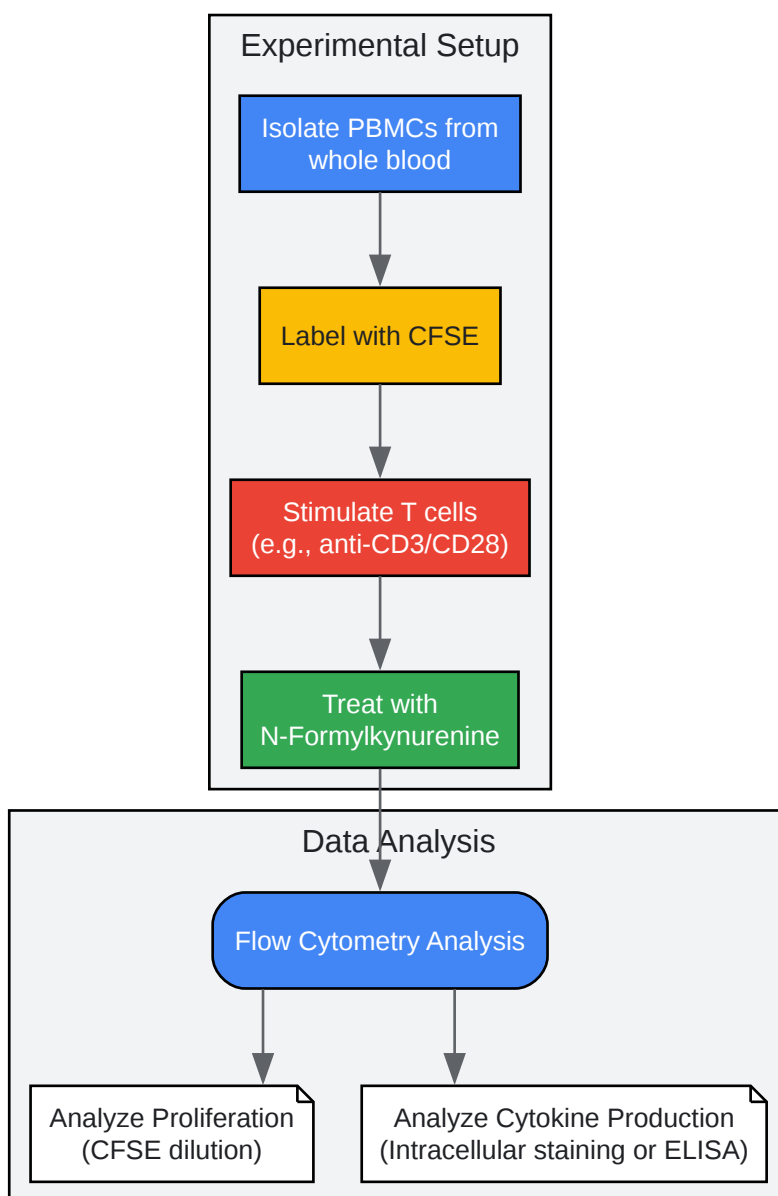 Experimental Setup
Isolate PBMCs from
whole blood
Label with CFSE
Stimulate T cells
(e.g., anti-CD3/CD28)
Treat with
N-Formylkynurenine
Data Analysis
Flow Cytometry Analysis
Analyze Proliferation
(CFSE dilution)
Analyze Cytokine Production
(Intracellular staining or ELISA)